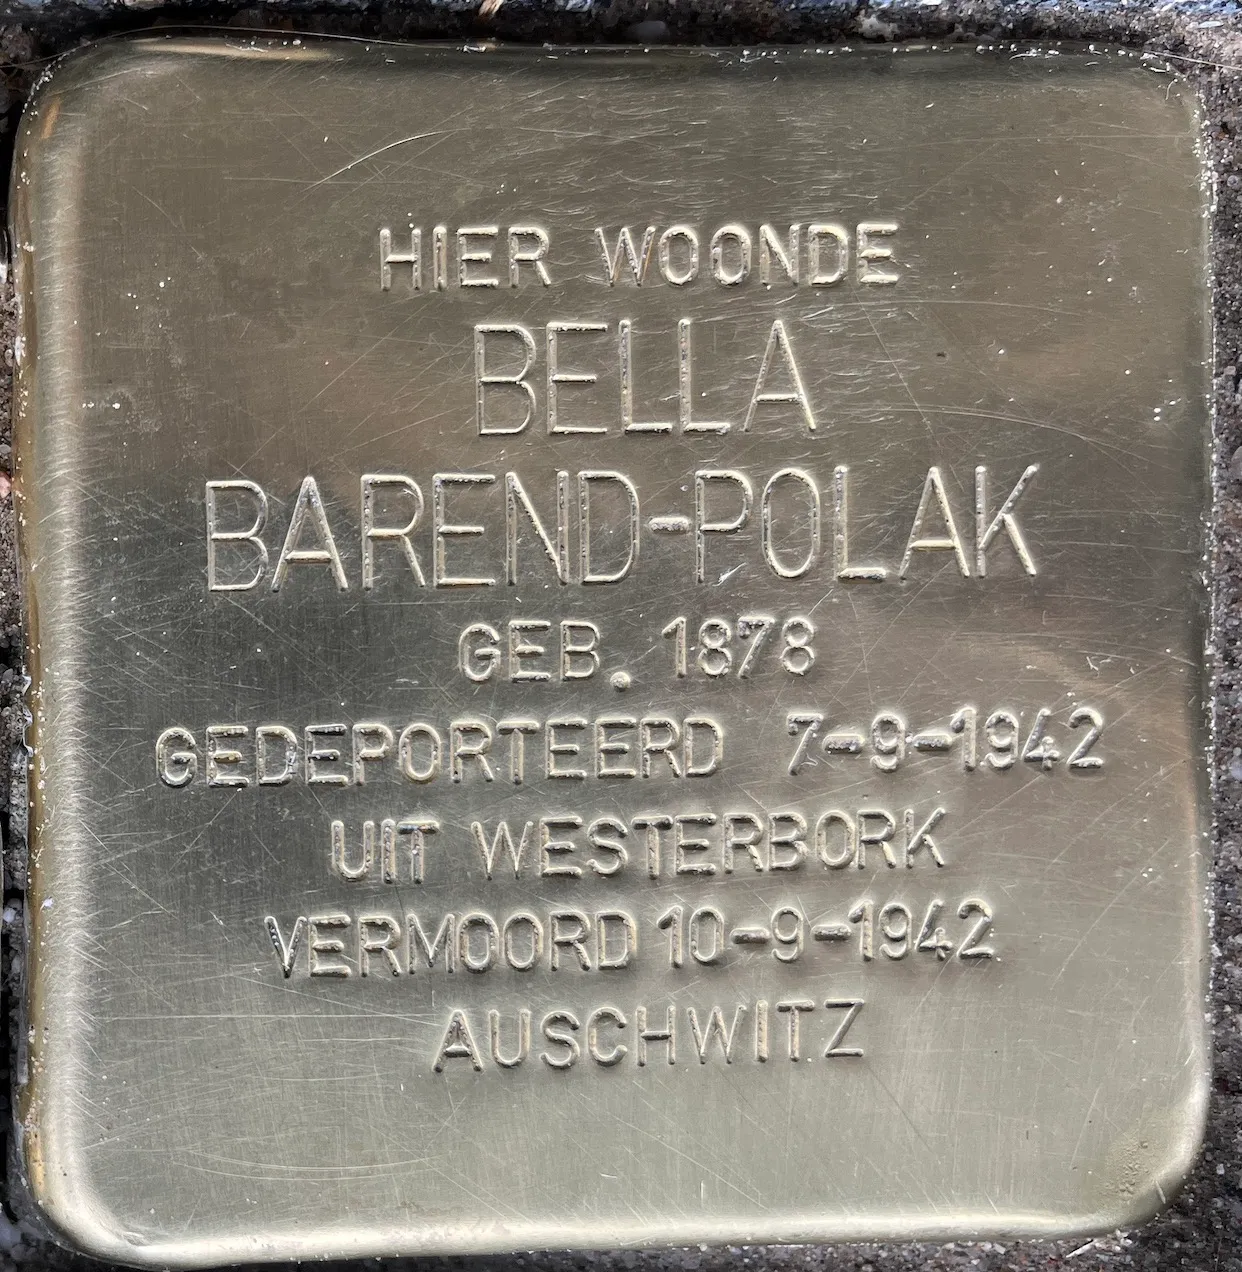 HIER WOONDE
BELLA
BAREND-POLAK
GEB. 1878
GEDEPORTEERD 7-9-1942
UIT WESTERBORK
VERMOORD 10-9-1942
AUSCHWITZ